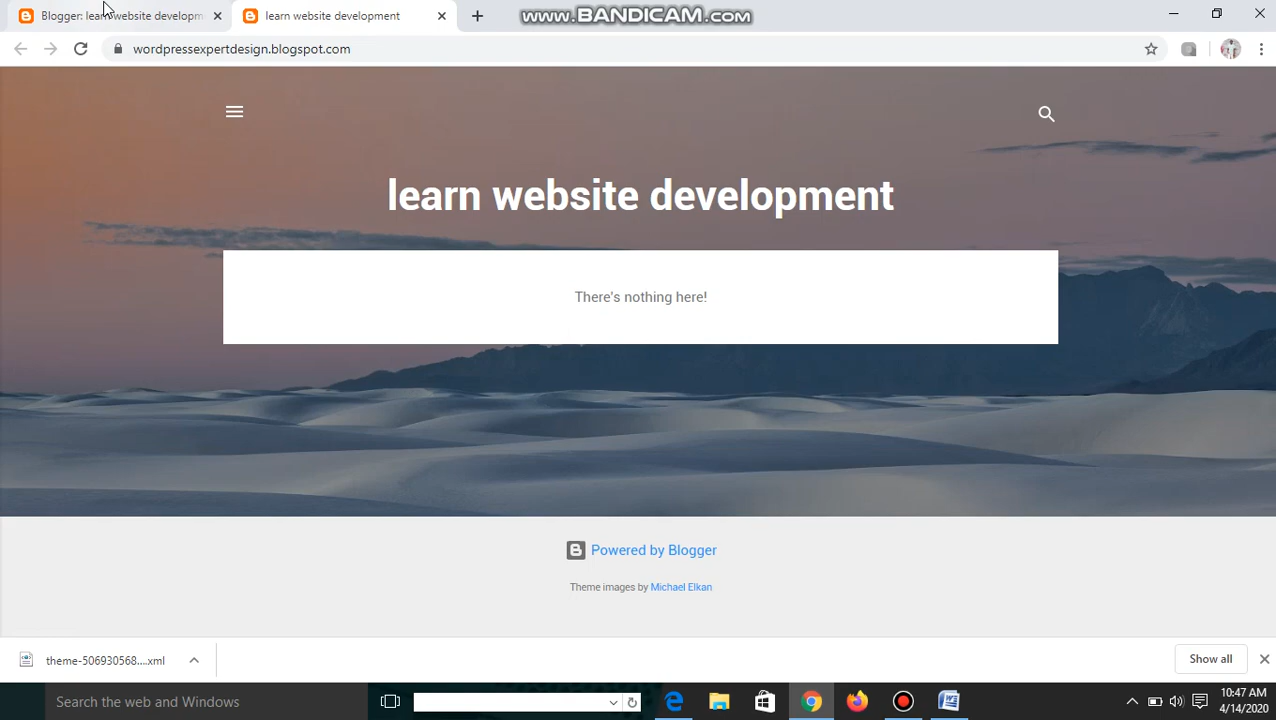 Blogger: learn website developm
learn website development
www.BANDICAM.com
wordpressexpertdesign.blogspot.com
learn website development
There's nothing here!
Powered by Blogger
Theme images by Michael Elkan
theme-506930568....xml
Show all
Search the web and Windows
10:47 AM
4/14/2020